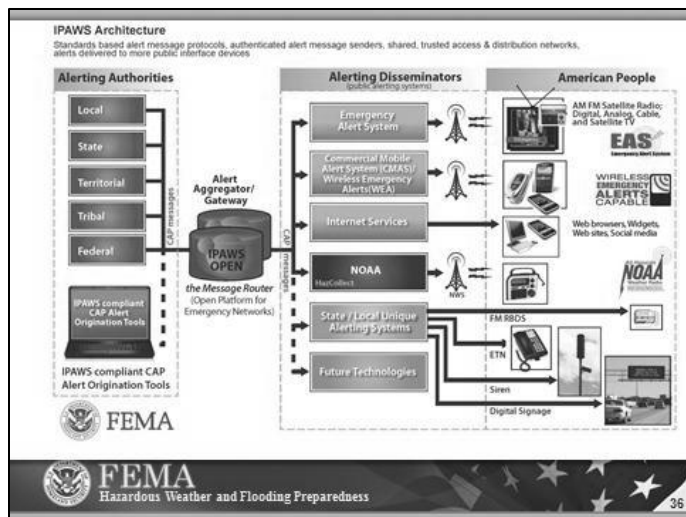 IPAWS Architecture
Standards based alert message protocols, authenticated alert message senders, shared, trusted access & distribution networks,
alerts delivered to more public interface devices
Alerting Authorities
Local
State
Territorial
Tribal
Federal
CAP messages
IPAWS compliant
CAP Alert
Origination Tools
IPAWS compliant CAP
Alert Origination Tools
FEMA
Alert
Aggregator/
Gateway
IPAWS
OPEN
the Message Router
(Open Platform for
Emergency Networks)
CAP messages
Alerting Disseminators
(public alerting systems)
Emergency
Alert System
Commercial Mobile
Alert System (CMAS)/
Wireless Emergency
Alerts(WEA)
Internet Services
NOAA
HazCollect
NWS
State / Local Unique
Alerting Systems
Future Technologies
American People
AM FM Satellite Radio;
Digital, Analog, Cable,
and Satellite TV
EAS
Emergency Alert System
WIRELESS
EMERGENCY
ALERTS
CAPABLE
Web browsers, Widgets,
Web sites, Social media
NOAA
FM RBDS
ETN
Siren
Digital Signage
FEMA
Hazardous Weather and Flooding Preparedness
36